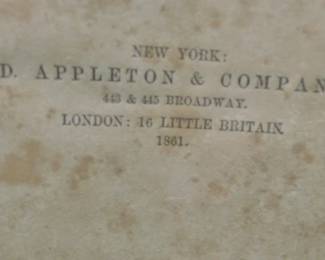 NEW YORK:
D. APPLETON & COMPAN
443 & 445 BROADWAY.
LONDON: 16 LITTLE BRITAIN
1861.